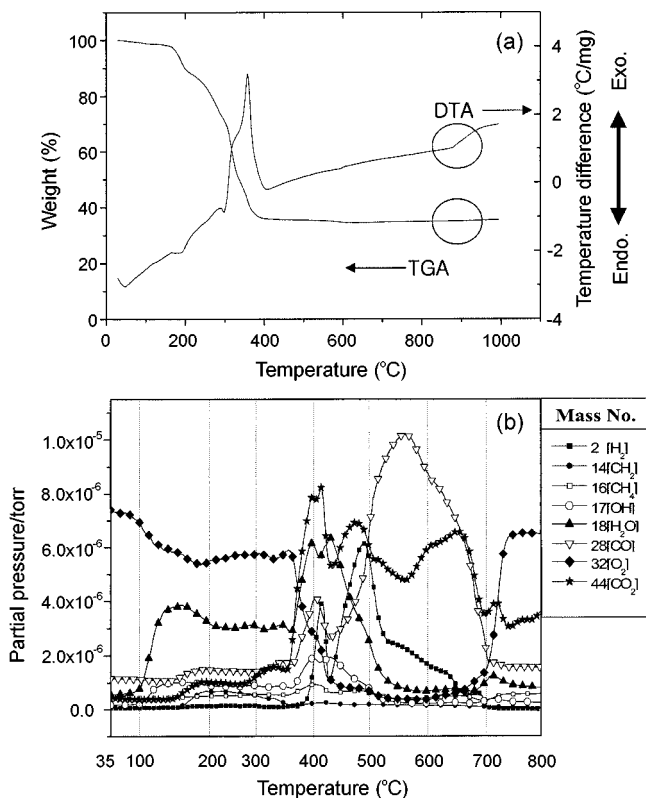 (a)
100
80
60
40
20
0
Weight (%)
4
2
0
-2
-4
Temperature difference (°C/mg)
Exo.
Endo.
DTA
TGA
0 200 400 600 800 1000
Temperature (°C)
(b)
1.0x10⁻⁵
8.0x10⁻⁶
6.0x10⁻⁶
4.0x10⁻⁶
2.0x10⁻⁶
0.0
Partial pressure/torr
35 100 200 300 400 500 600 700 800
Temperature (°C)
Mass No.
2 [H₂]
14[CH₂]
16[CH₄]
17[OH]
18[H₂O]
28[CO]
32[O₂]
44[CO₂]